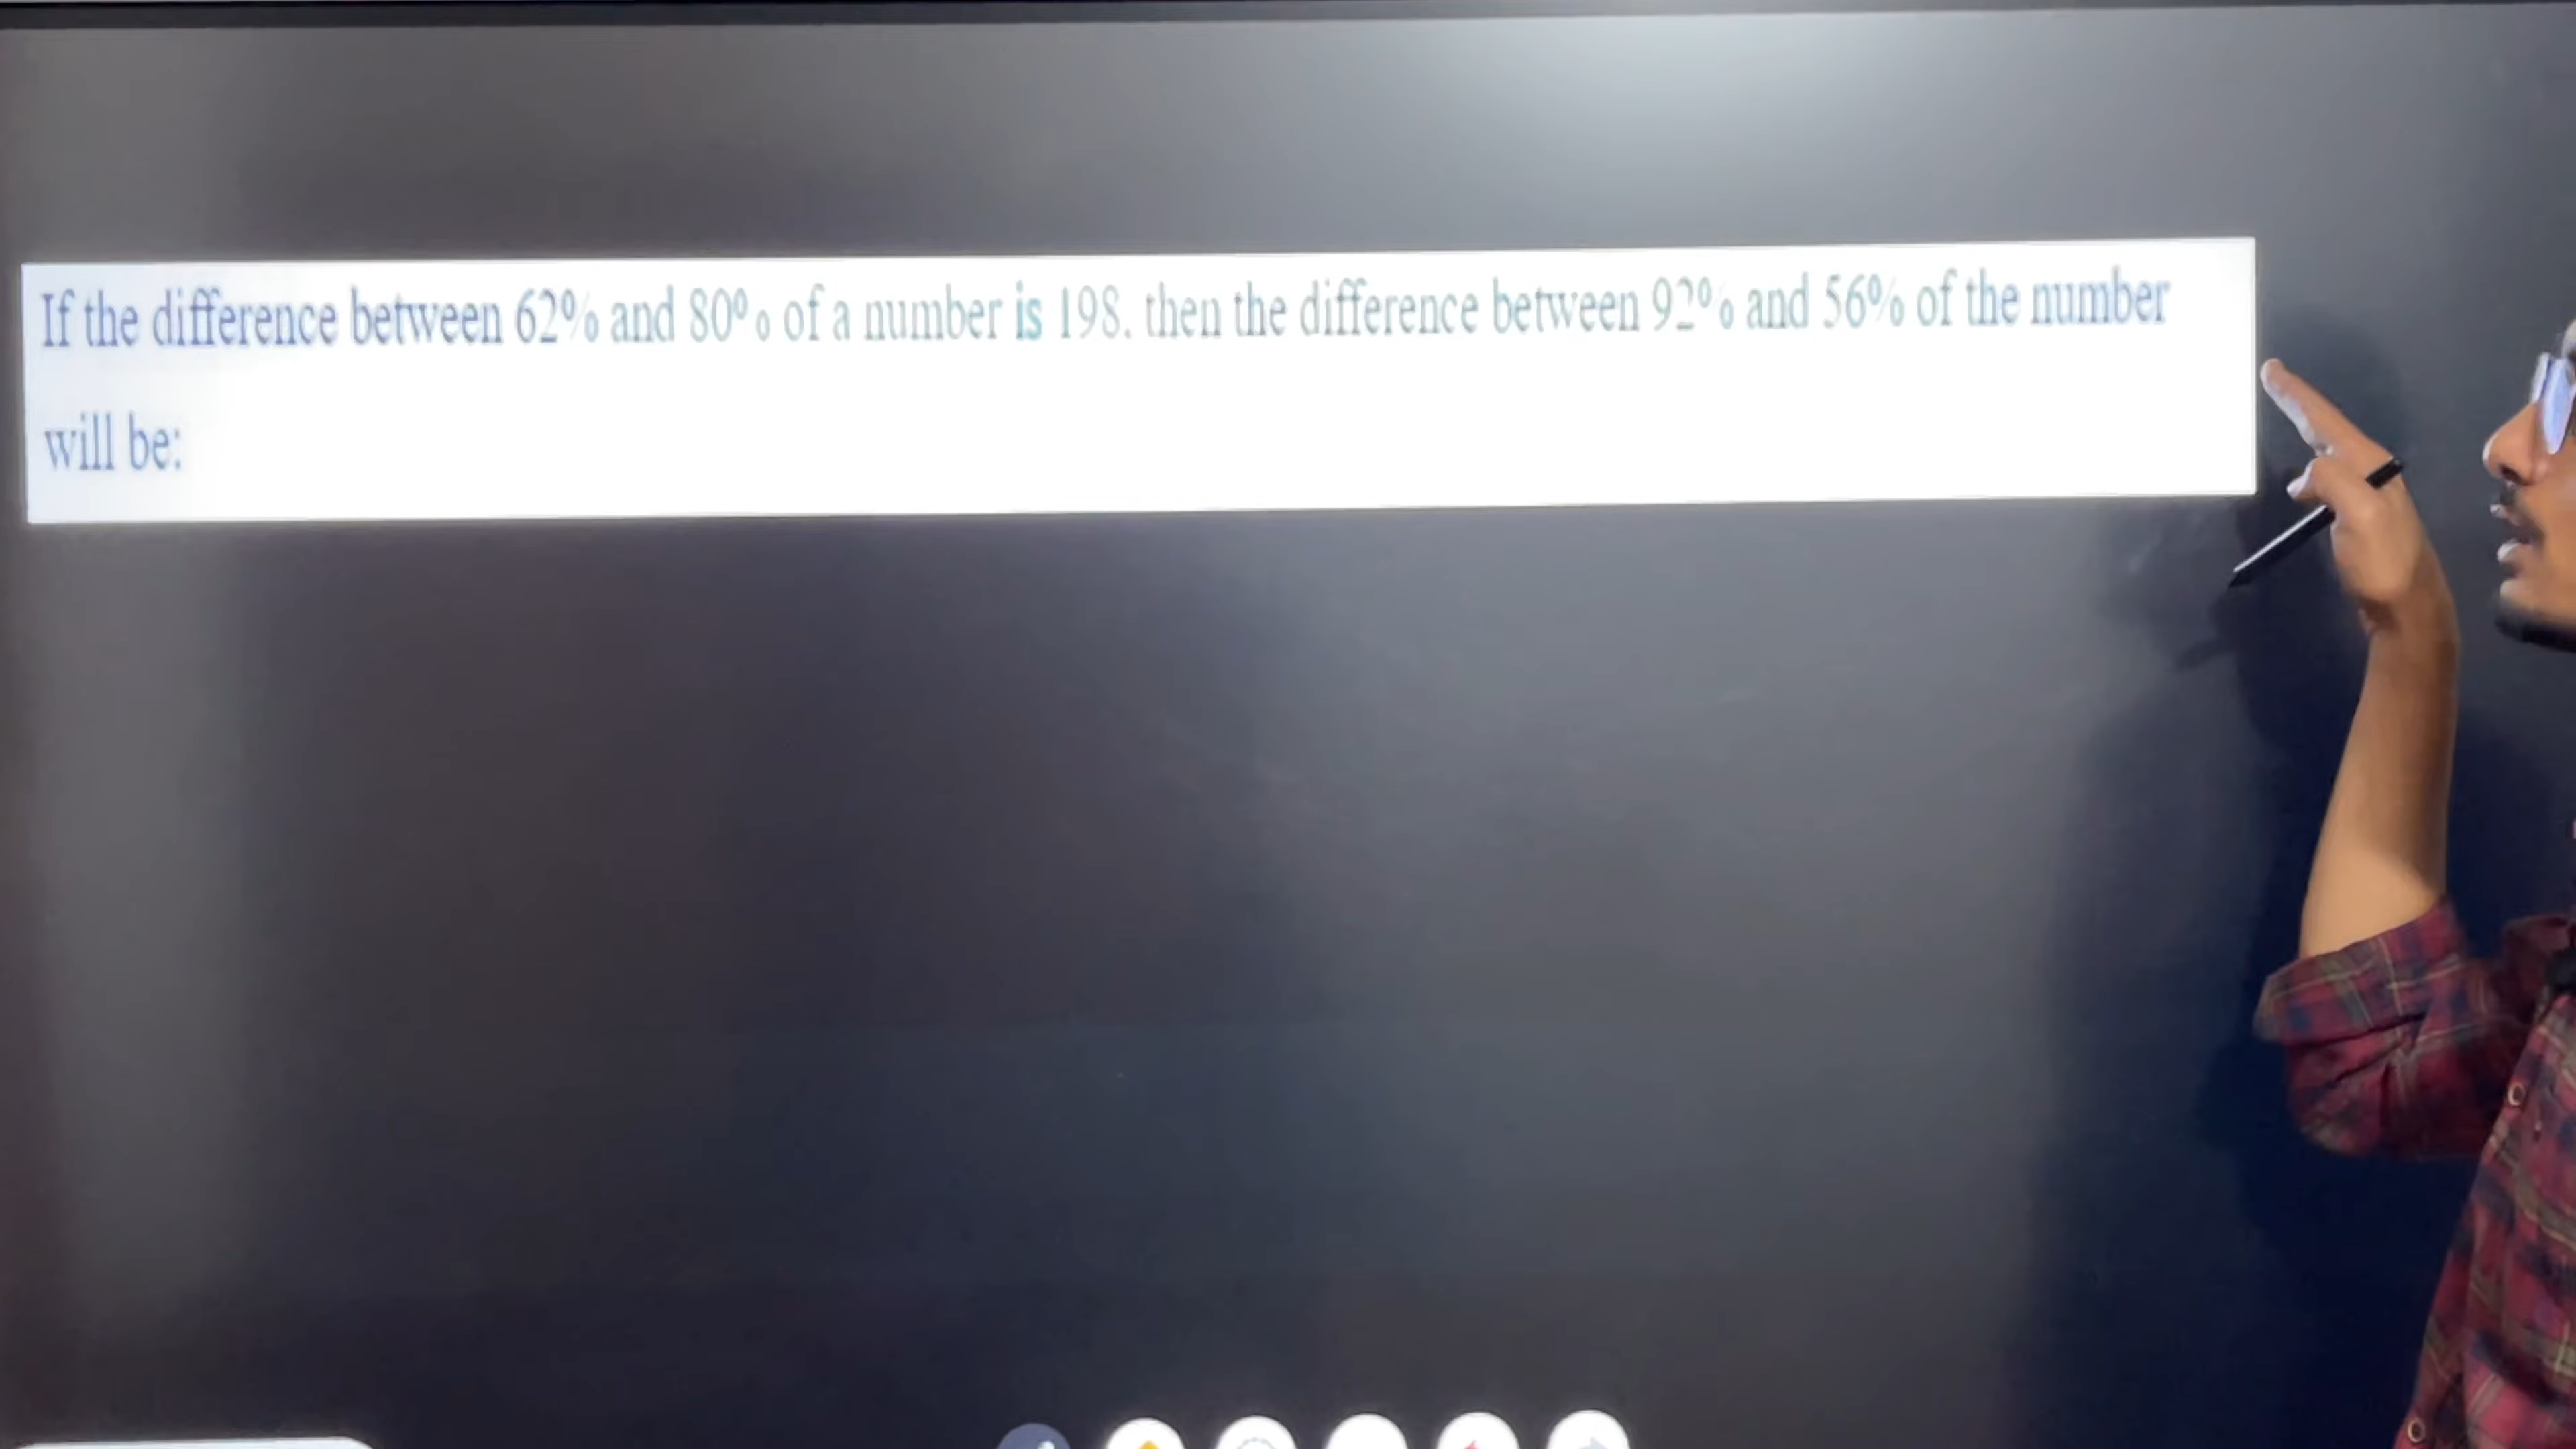 If the difference between 62% and 80% of a number is 198. then the difference between 92% and 56% of the number
will be: